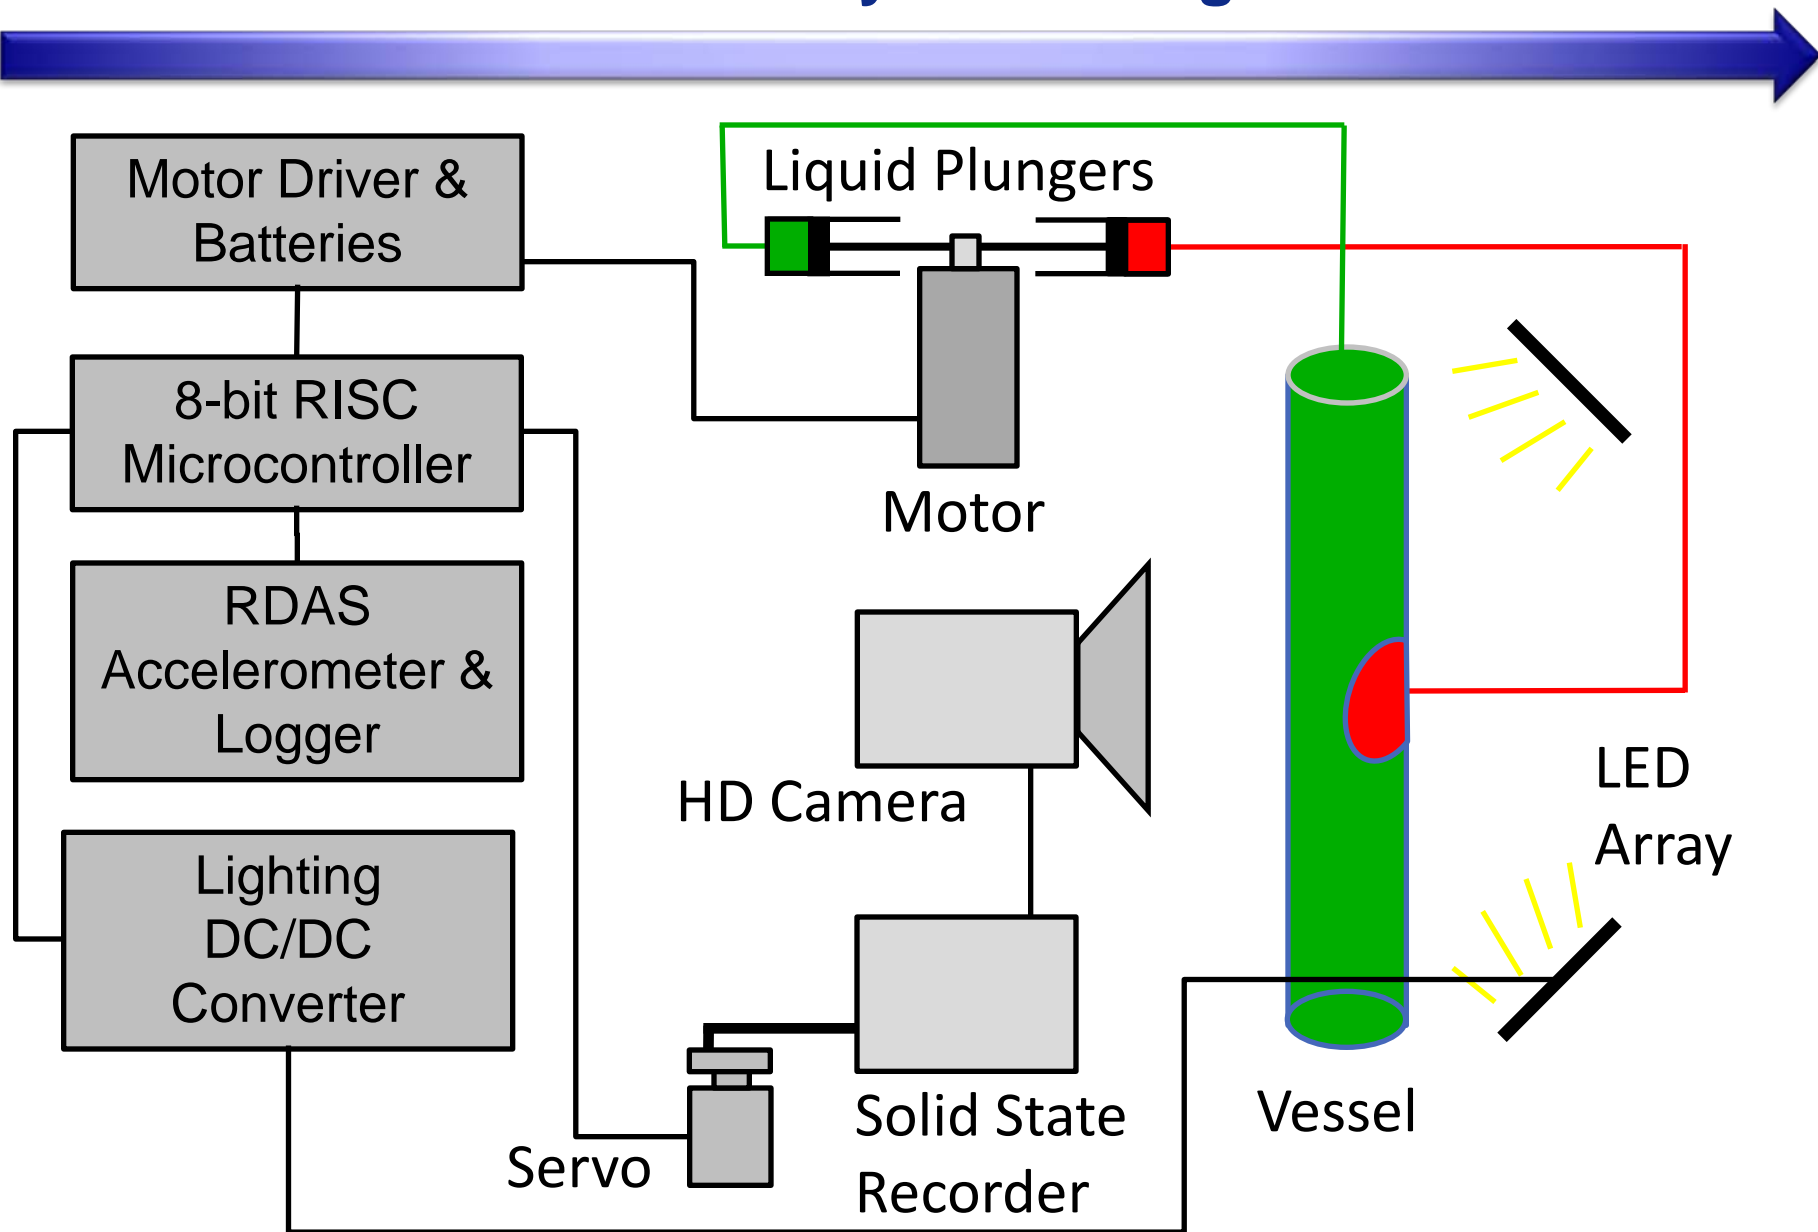 Motor Driver &
Batteries
8-bit RISC
Microcontroller
RDAS
Accelerometer &
Logger
Lighting
DC/DC
Converter
Liquid Plungers
Motor
HD Camera
Servo
Solid State
Recorder
Vessel
LED
Array